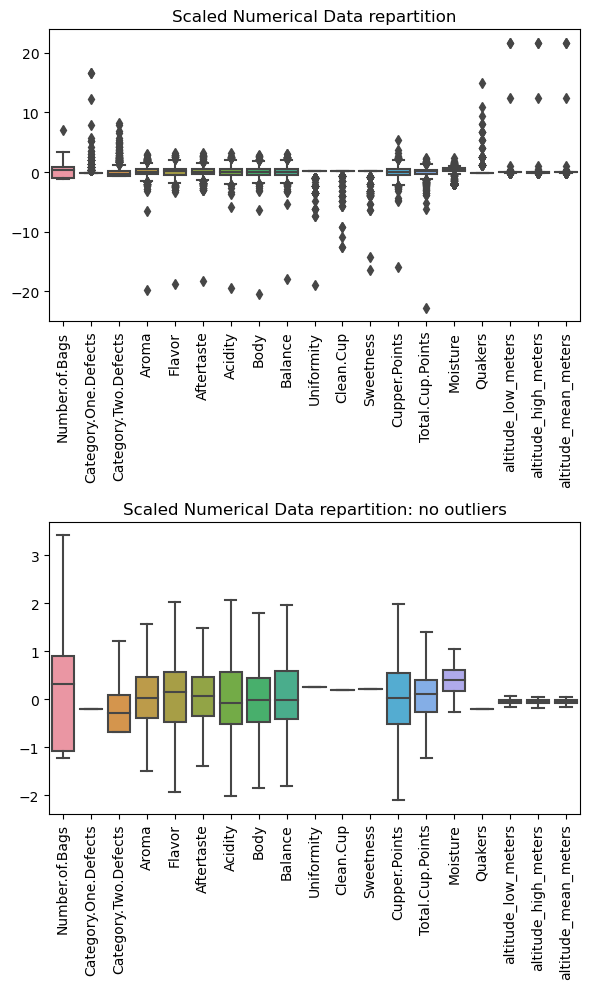 Scaled Numerical Data repartition
20
10
0
−10
−20
Number.of.Bags
Category.One.Defects
Category.Two.Defects
Aroma
Flavor
Aftertaste
Acidity
Body
Balance
Uniformity
Clean.Cup
Sweetness
Cupper.Points
Total.Cup.Points
Moisture
Quakers
altitude_low_meters
altitude_high_meters
altitude_mean_meters
Scaled Numerical Data repartition: no outliers
3
2
1
0
−1
−2
Number.of.Bags
Category.One.Defects
Category.Two.Defects
Aroma
Flavor
Aftertaste
Acidity
Body
Balance
Uniformity
Clean.Cup
Sweetness
Cupper.Points
Total.Cup.Points
Moisture
Quakers
altitude_low_meters
altitude_high_meters
altitude_mean_meters